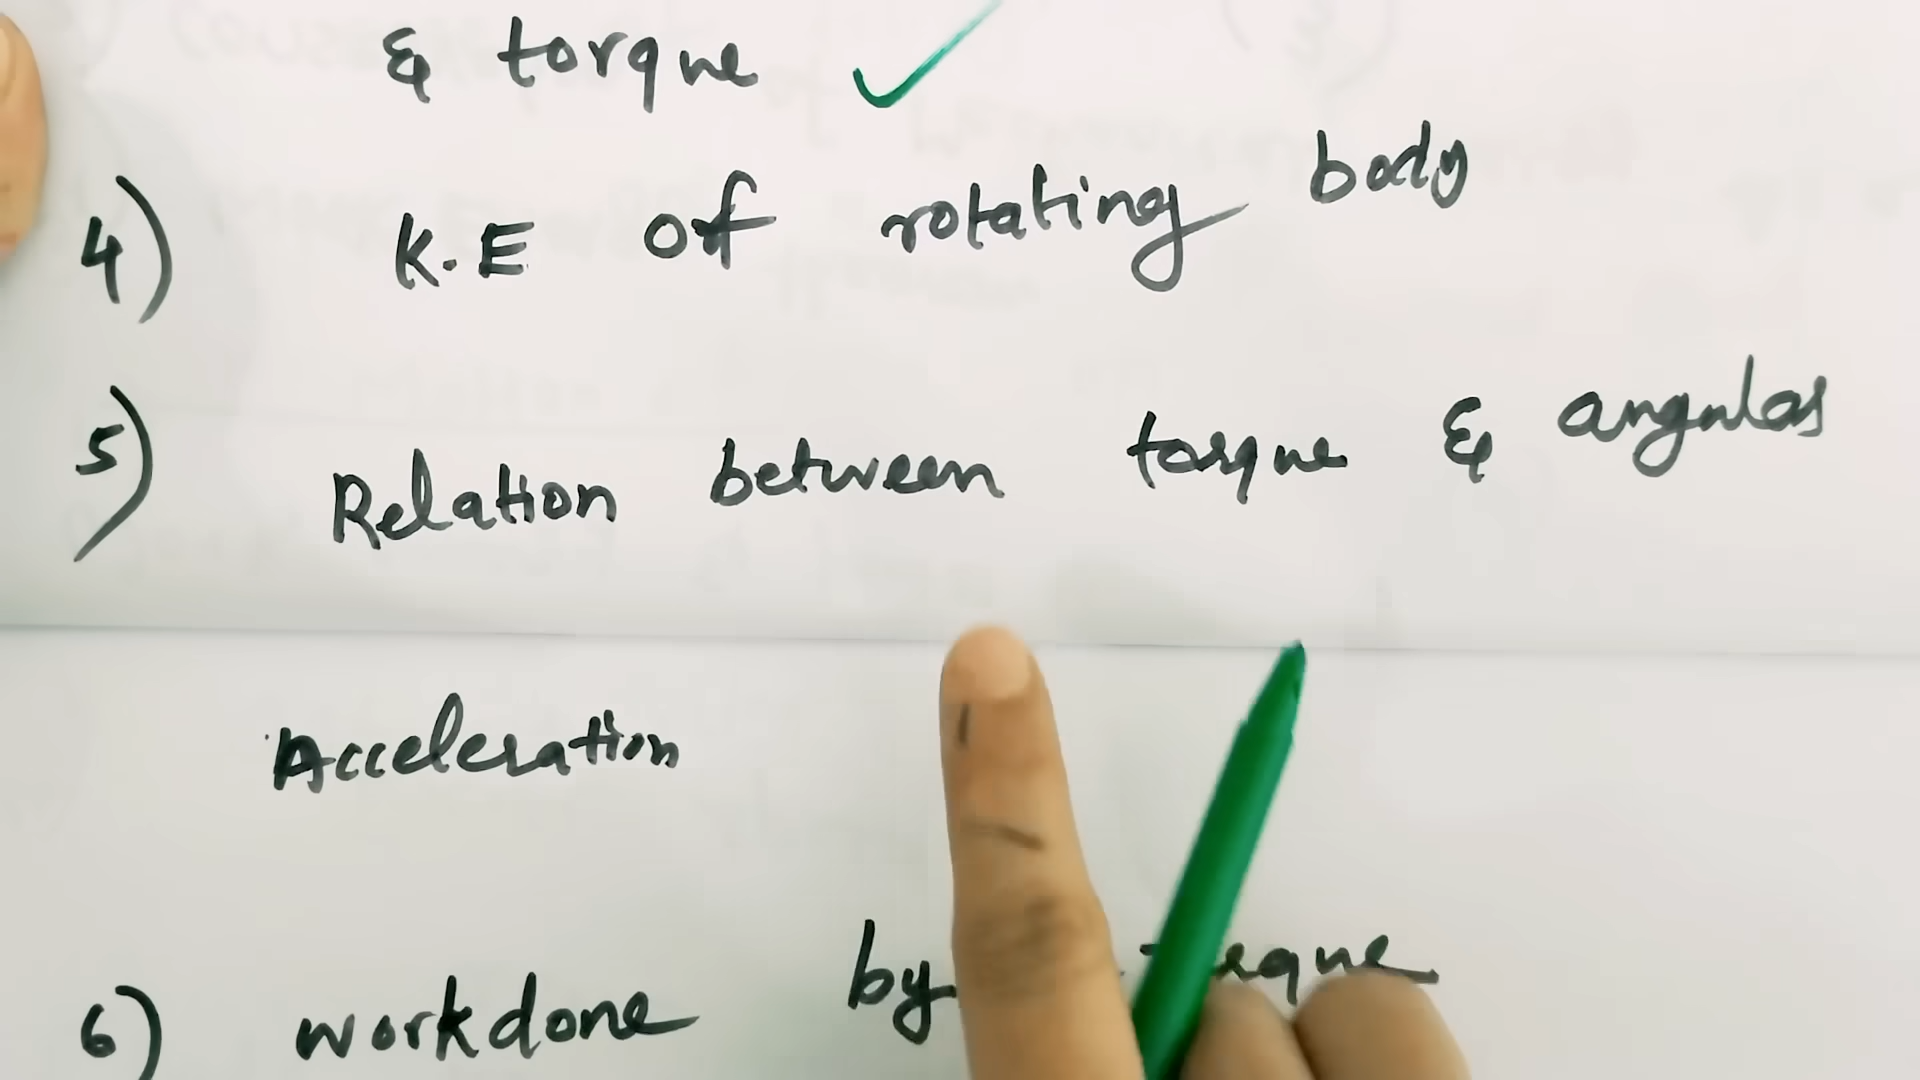 & torque
4) K.E of rotating body
5) Relation between torque & angular
Acceleration
6) workdone by